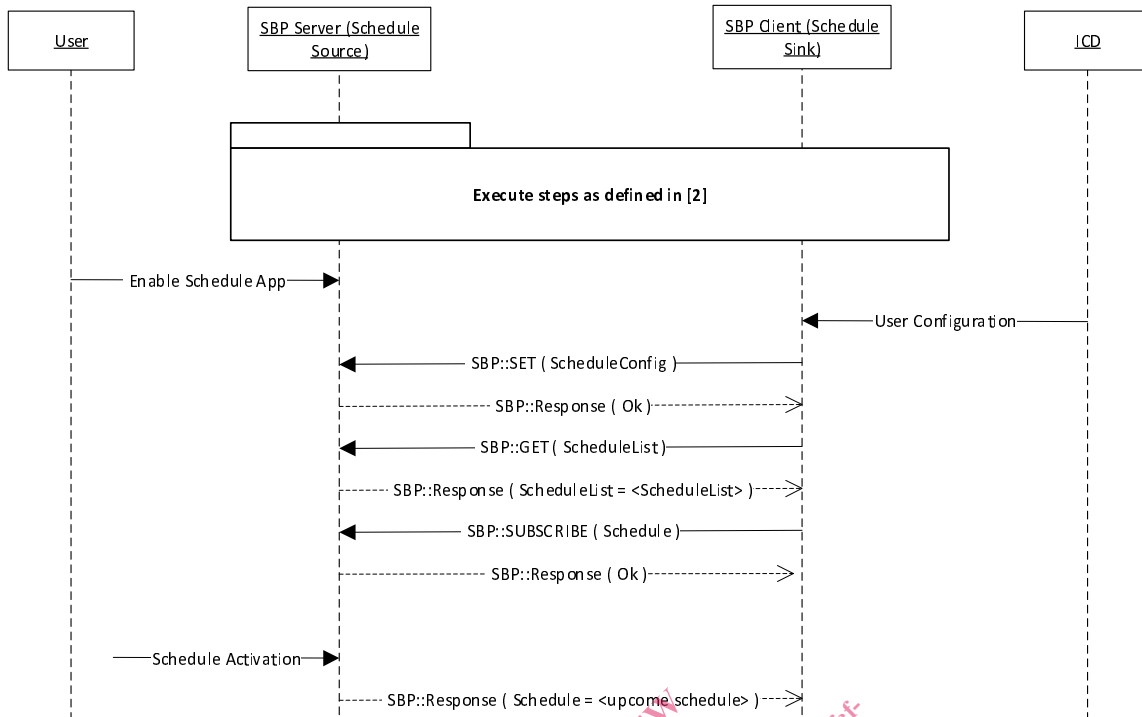 User
SBP Server (Schedule
Source)
SBP Client (Schedule
Sink)
ICD
Execute steps as defined in [2]
Enable Schedule App
User Configuration
SBP::SET ( ScheduleConfig )
SBP::Response ( Ok )
SBP::GET ( ScheduleList)
SBP::Response ( ScheduleList = <ScheduleList> )
SBP::SUBSCRIBE ( Schedule )
SBP::Response ( Ok )
Schedule Activation
SBP::Response ( Schedule = <upcome schedule> )